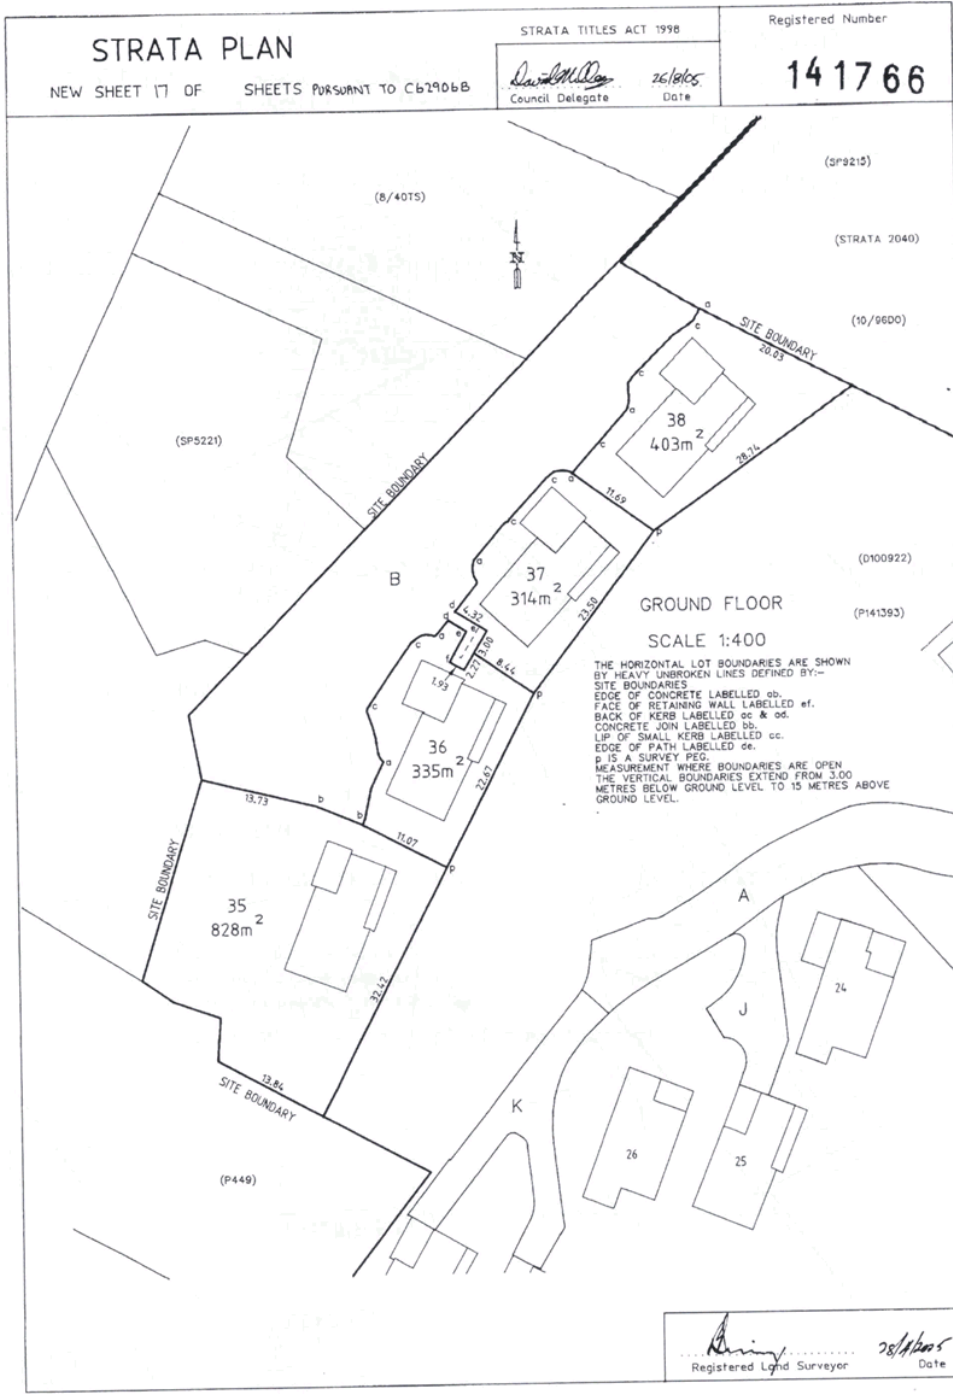 STRATA PLAN
NEW SHEET 17 OF SHEETS PURSUANT TO C62906B
STRATA TITLES ACT 1998
26/8/05
Council Delegate Date
Registered Number
141766
(8/40TS)
(SP9215)
(STRATA 2040)
(10/96DO)
N
a
SITE BOUNDARY
20.03
c
c
a
c
38
403m²
28.74
(SP5221)
SITE BOUNDARY
c a
11.69
p
c
a
37
314m²
23.50
B
(D100922)
(P141393)
GROUND FLOOR
SCALE 1:400
THE HORIZONTAL LOT BOUNDARIES ARE SHOWN
BY HEAVY UNBROKEN LINES DEFINED BY:-
SITE BOUNDARIES
EDGE OF CONCRETE LABELLED ab.
FACE OF RETAINING WALL LABELLED ef.
BACK OF KERB LABELLED ac & ad.
CONCRETE JOIN LABELLED bb.
LIP OF SMALL KERB LABELLED cc.
EDGE OF PATH LABELLED de.
p IS A SURVEY PEG.
MEASUREMENT WHERE BOUNDARIES ARE OPEN
THE VERTICAL BOUNDARIES EXTEND FROM 3.00
METRES BELOW GROUND LEVEL TO 15 METRES ABOVE
GROUND LEVEL.
d
4.32
d
e
3.00
c a e
f
2.27
8.44
1.93
p
c
36
335m²
22.67
a
13.73
b
b
11.07
p
SITE BOUNDARY
35
828m²
32.42
13.84
SITE BOUNDARY
(P449)
A
J
K
24
25
26
Registered Land Surveyor Date